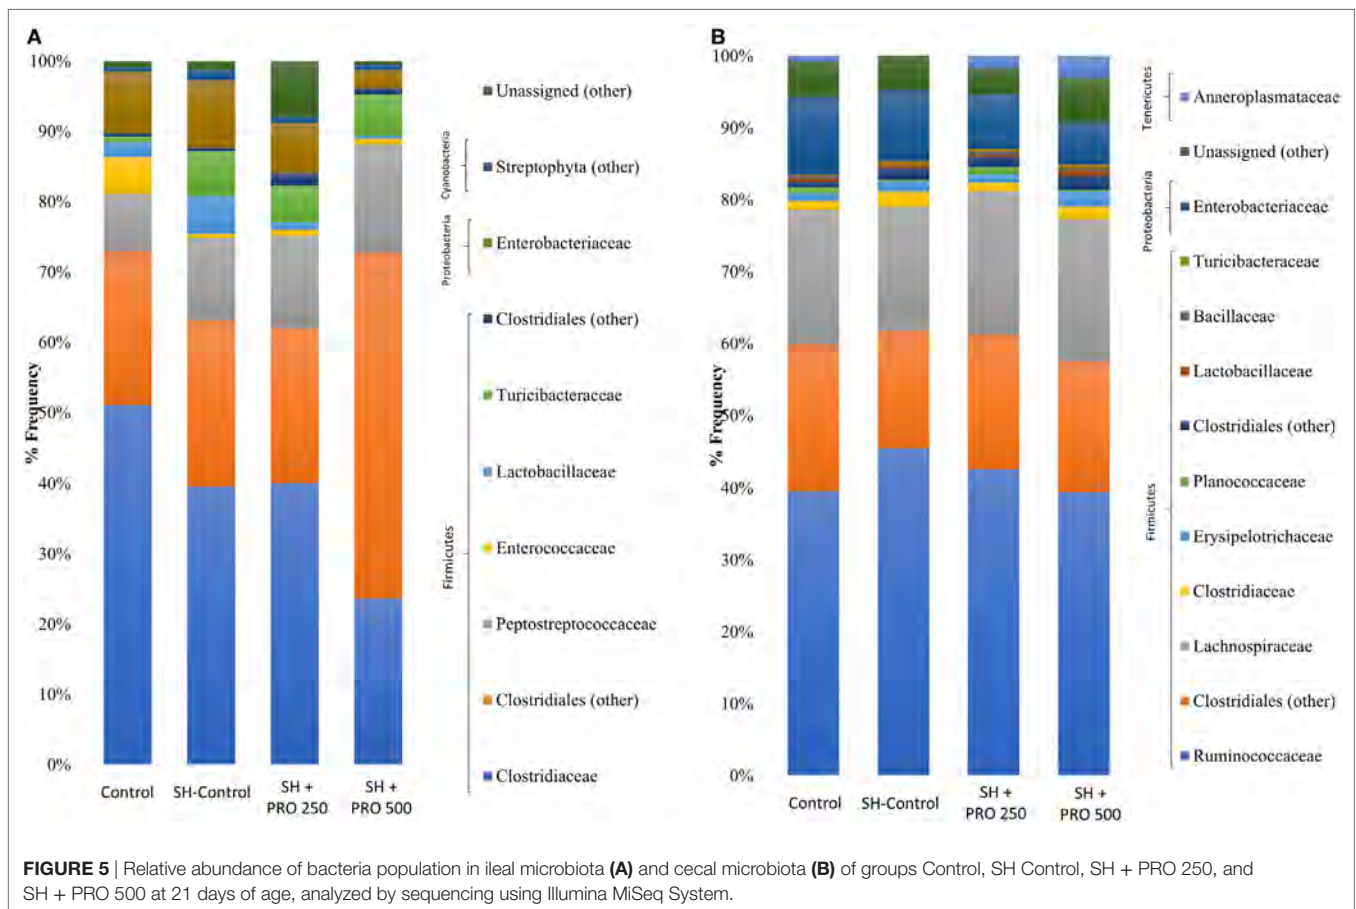 A
100%
90%
80%
70%
60%
50%
40%
30%
20%
10%
0%
% Frequency
Control
SH-Control
SH +
PRO 250
SH +
PRO 500
Unassigned (other)
Streptophyta (other)
Enterobacteriaceae
Clostridiales (other)
Turicibacteraceae
Lactobacillaceae
Enterococcaceae
Peptostreptococcaceae
Clostridiales (other)
Clostridiaceae
Cyanobacteria
Proteobacteria
Firmicutes
B
100%
90%
80%
70%
60%
50%
40%
30%
20%
10%
0%
% Frequency
Control
SH-Control
SH +
PRO 250
SH +
PRO 500
Tenericutes
Proteobacteria
Firmicutes
Anaeroplasmataceae
Unassigned (other)
Enterobacteriaceae
Turicibacteraceae
Bacillaceae
Lactobacillaceae
Clostridiales (other)
Planococcaceae
Erysipelotrichaceae
Clostridiaceae
Lachnospiraceae
Clostridiales (other)
Ruminococcaceae
FIGURE 5 | Relative abundance of bacteria population in ileal microbiota (A) and cecal microbiota (B) of groups Control, SH Control, SH + PRO 250, and
SH + PRO 500 at 21 days of age, analyzed by sequencing using Illumina MiSeq System.